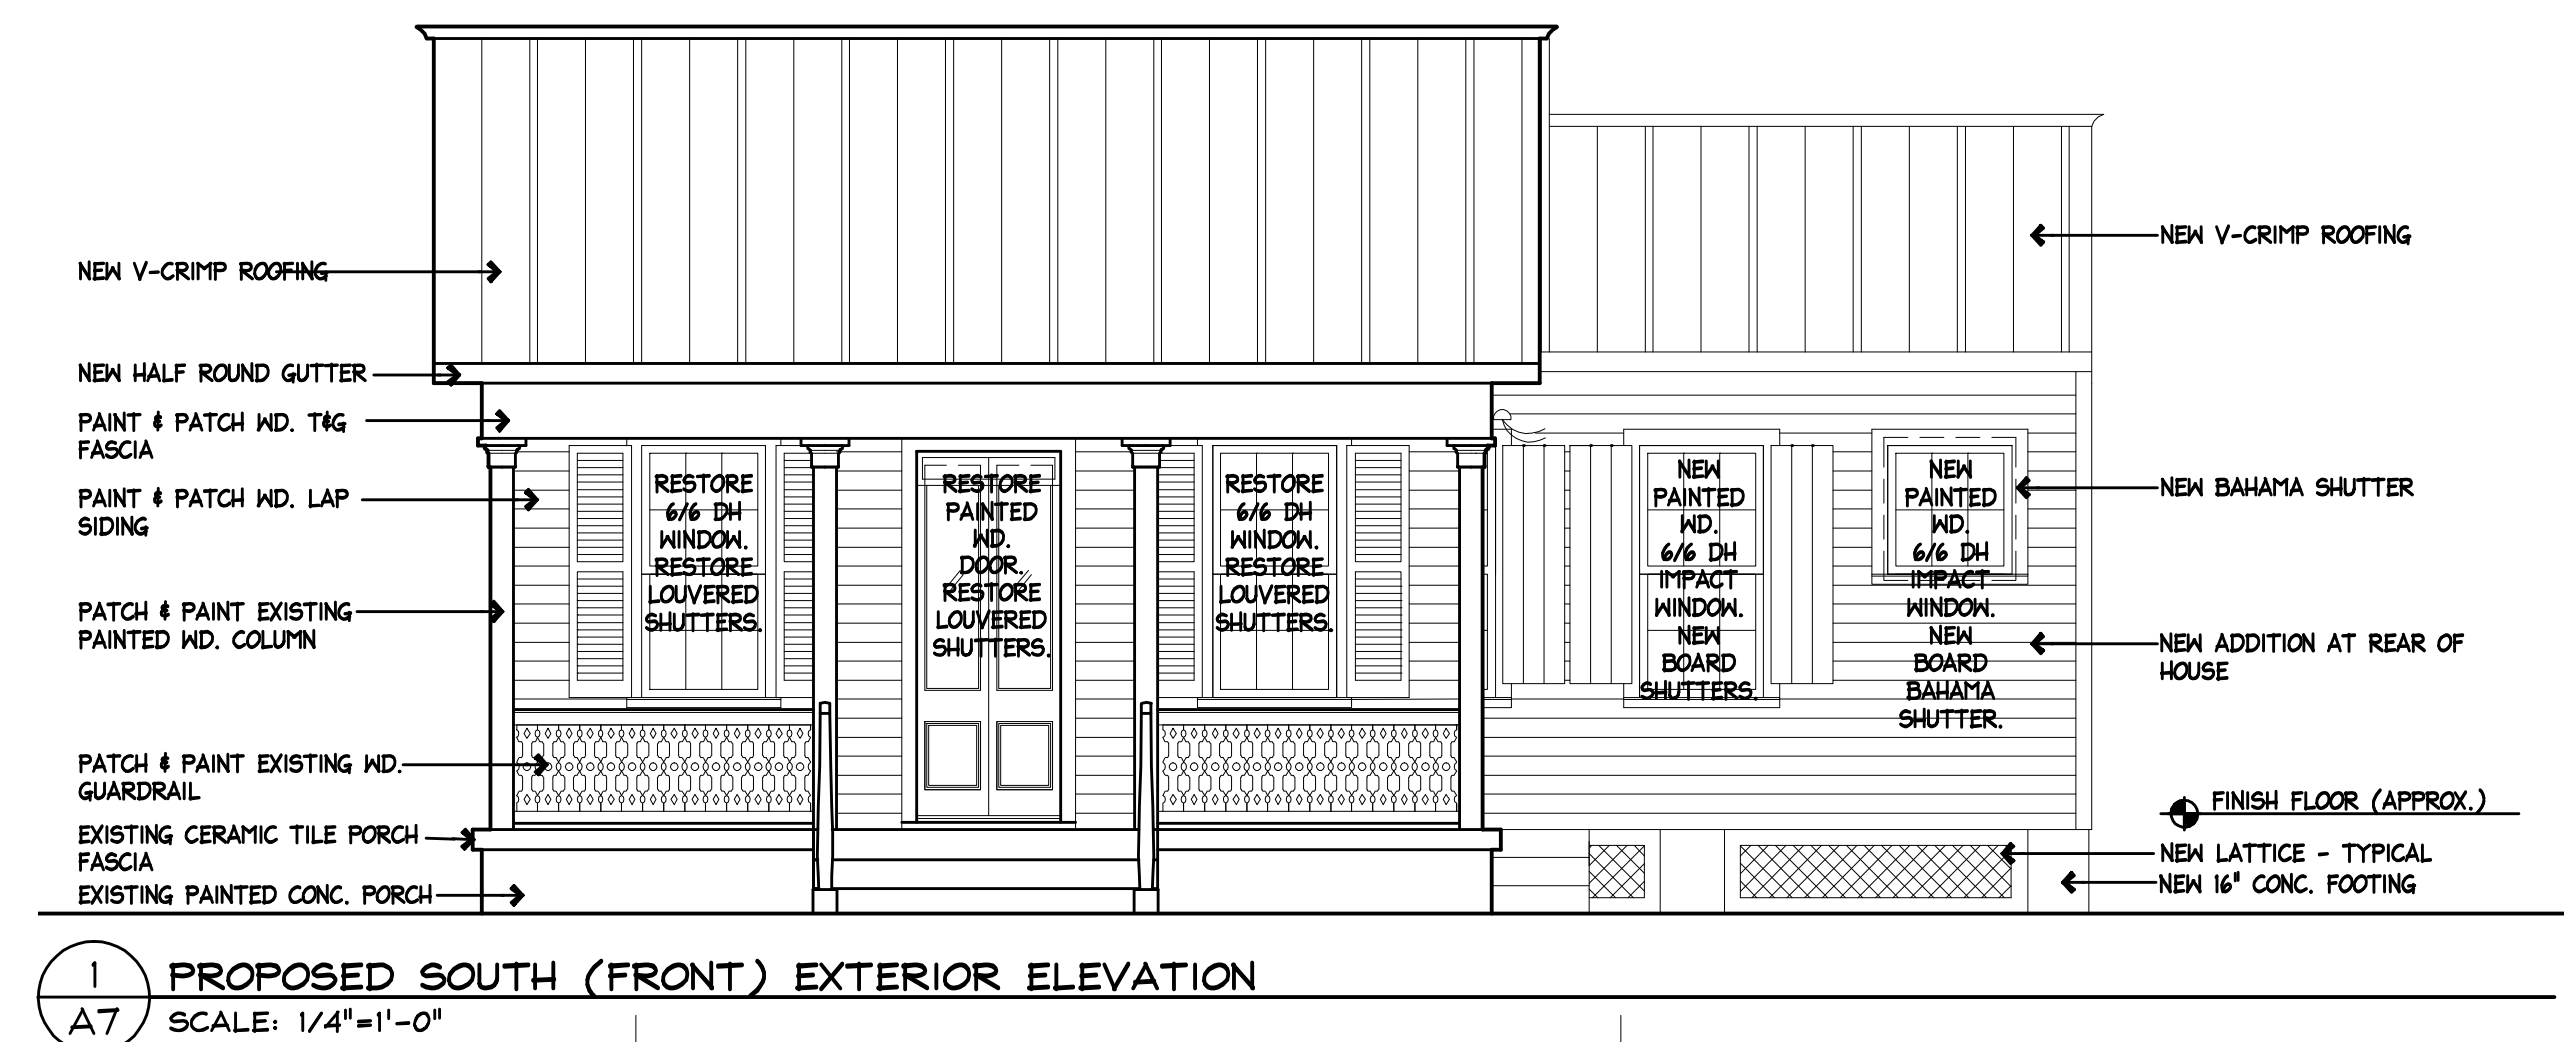 NEW V-CRIMP ROOFING
NEW HALF ROUND GUTTER
PAINT & PATCH WD. T&G
FASCIA
PAINT & PATCH WD. LAP
SIDING
PATCH & PAINT EXISTING
PAINTED WD. COLUMN
PATCH & PAINT EXISTING WD.
GUARDRAIL
EXISTING CERAMIC TILE PORCH
FASCIA
EXISTING PAINTED CONC. PORCH
RESTORE
6/6 DH
WINDOW.
RESTORE
LOUVERED
SHUTTERS.
RESTORE
PAINTED
WD.
DOOR.
RESTORE
LOUVERED
SHUTTERS.
RESTORE
6/6 DH
WINDOW.
RESTORE
LOUVERED
SHUTTERS.
NEW
PAINTED
WD.
6/6 DH
IMPACT
WINDOW.
NEW
BOARD
SHUTTERS.
NEW
PAINTED
WD.
6/6 DH
IMPACT
WINDOW.
NEW
BOARD
BAHAMA
SHUTTER.
NEW V-CRIMP ROOFING
NEW BAHAMA SHUTTER
NEW ADDITION AT REAR OF
HOUSE
FINISH FLOOR (APPROX.)
NEW LATTICE - TYPICAL
NEW 16" CONC. FOOTING
1
A7
PROPOSED SOUTH (FRONT) EXTERIOR ELEVATION
SCALE: 1/4"=1'-0"